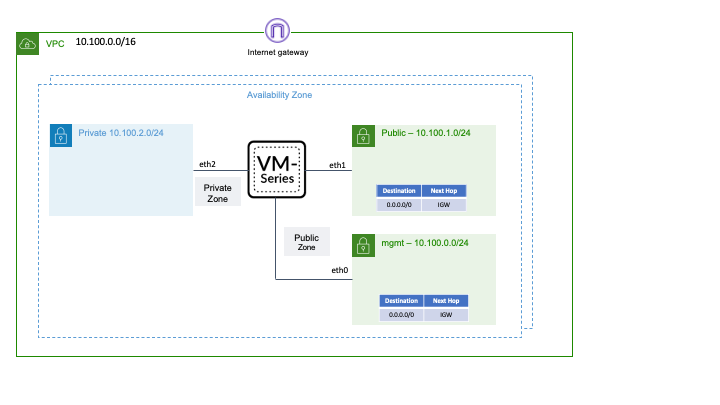 VPC
10.100.0.0/16
Internet gateway
Availability Zone
Private 10.100.2.0/24
eth2
Private
Zone
VM-
Series
eth1
Public – 10.100.1.0/24
Destination Next Hop
0.0.0.0/0 IGW
Public
Zone
eth0
mgmt – 10.100.0.0/24
Destination Next Hop
0.0.0.0/0 IGW